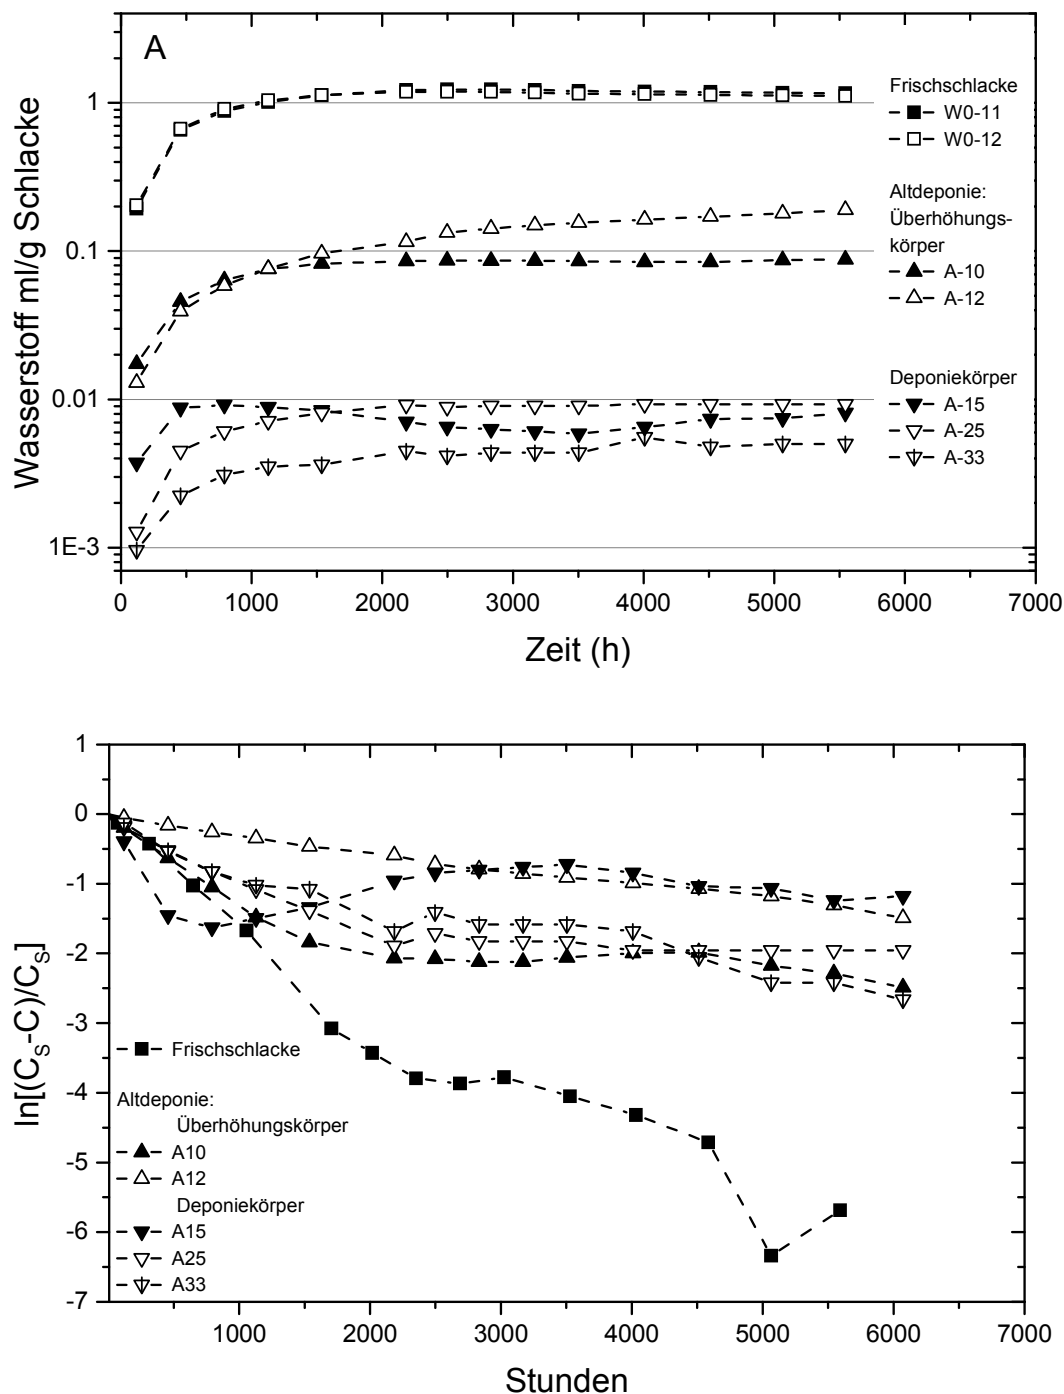 A
Wasserstoff ml/g Schlacke
1
0.1
0.01
1E-3
0
1000
2000
3000
4000
5000
6000
7000
Zeit (h)
Frischschlacke
W0-11
W0-12
Altdeponie:
Überhöhungs-
körper
A-10
A-12
Deponiekörper
A-15
A-25
A-33
ln[(C_S-C)/C_S]
1
0
-1
-2
-3
-4
-5
-6
-7
Frischschlacke
Altdeponie:
Überhöhungskörper
A10
A12
Deponiekörper
A15
A25
A33
1000
2000
3000
4000
5000
6000
7000
Stunden